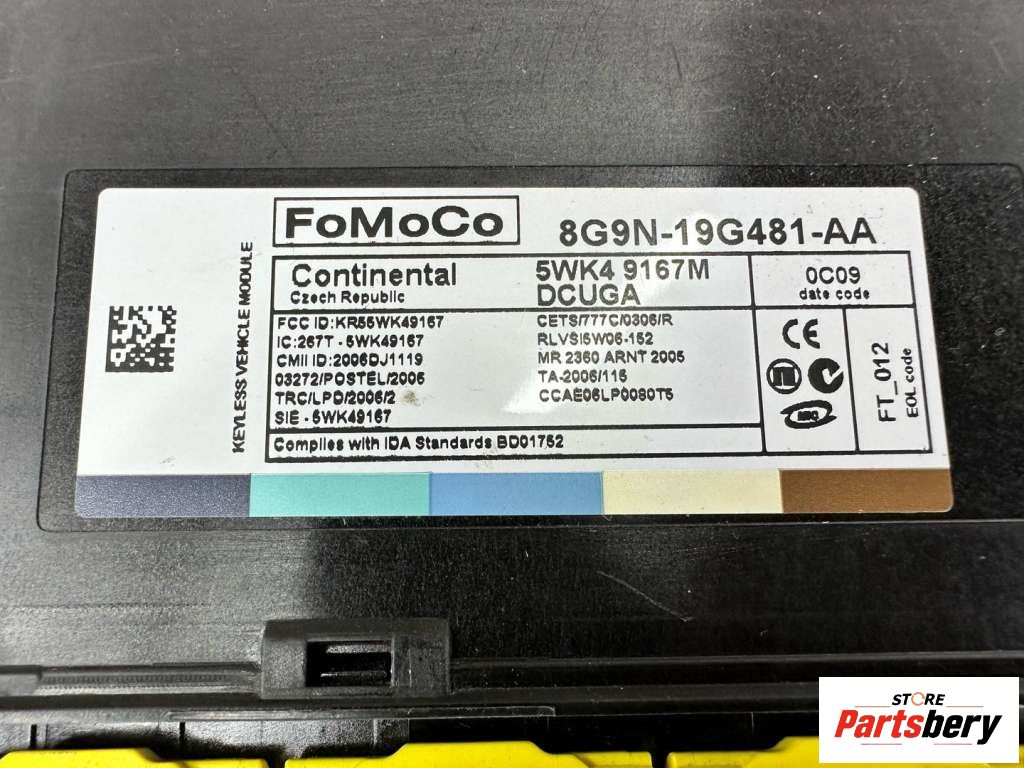 FoMoCo
8G9N-19G481-AA
Continental
Czech Republic
5WK4 9167M
DCUGA
0C09
date code
KEYLESS VEHICLE MODULE
FCC ID:KR55WK49167
IC:267T - 5WK49167
CMII ID:2006DJ1119
03272/POSTEL/2006
TRC/LPD/2006/2
SIE - 5WK49167
CETS/777C/0306/R
RLVSI5W06-152
MR 2360 ARNT 2005
TA-2006/115
CCAE06LP0080T5
CE
FT_012
EOL code
Complies with IDA Standards BD01752
STORE
Partsbery